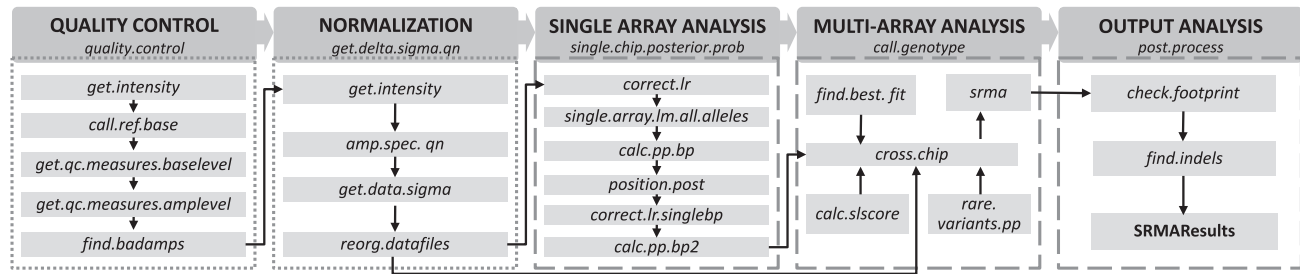 QUALITY CONTROL
quality.control
get.intensity
call.ref.base
get.qc.measures.baselevel
get.qc.measures.amplevel
find.badamps
NORMALIZATION
get.delta.sigma.qn
get.intensity
amp.spec. qn
get.data.sigma
reorg.datafiles
SINGLE ARRAY ANALYSIS
single.chip.posterior.prob
correct.lr
single.array.lm.all.alleles
calc.pp.bp
position.post
correct.lr.singlebp
calc.pp.bp2
MULTI-ARRAY ANALYSIS
call.genotype
find.best. fit
srma
cross.chip
calc.slscore
rare.
variants.pp
OUTPUT ANALYSIS
post.process
check.footprint
find.indels
SRMAResults